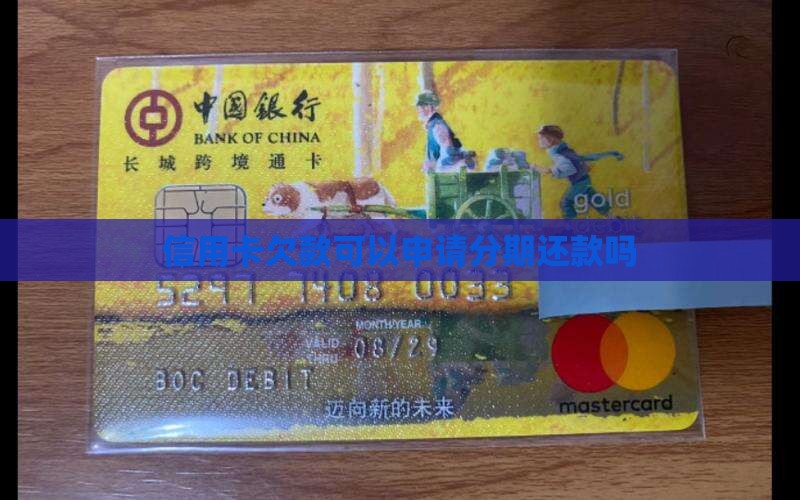 中國銀行
BANK OF CHINA
长城跨境通卡
gold
信用卡欠款可以申请分期还款吗
5297 7408 0033
MONTH/YEAR
VALID THRU 08/29
BOC DEBIT
迈向新的未来
mastercard